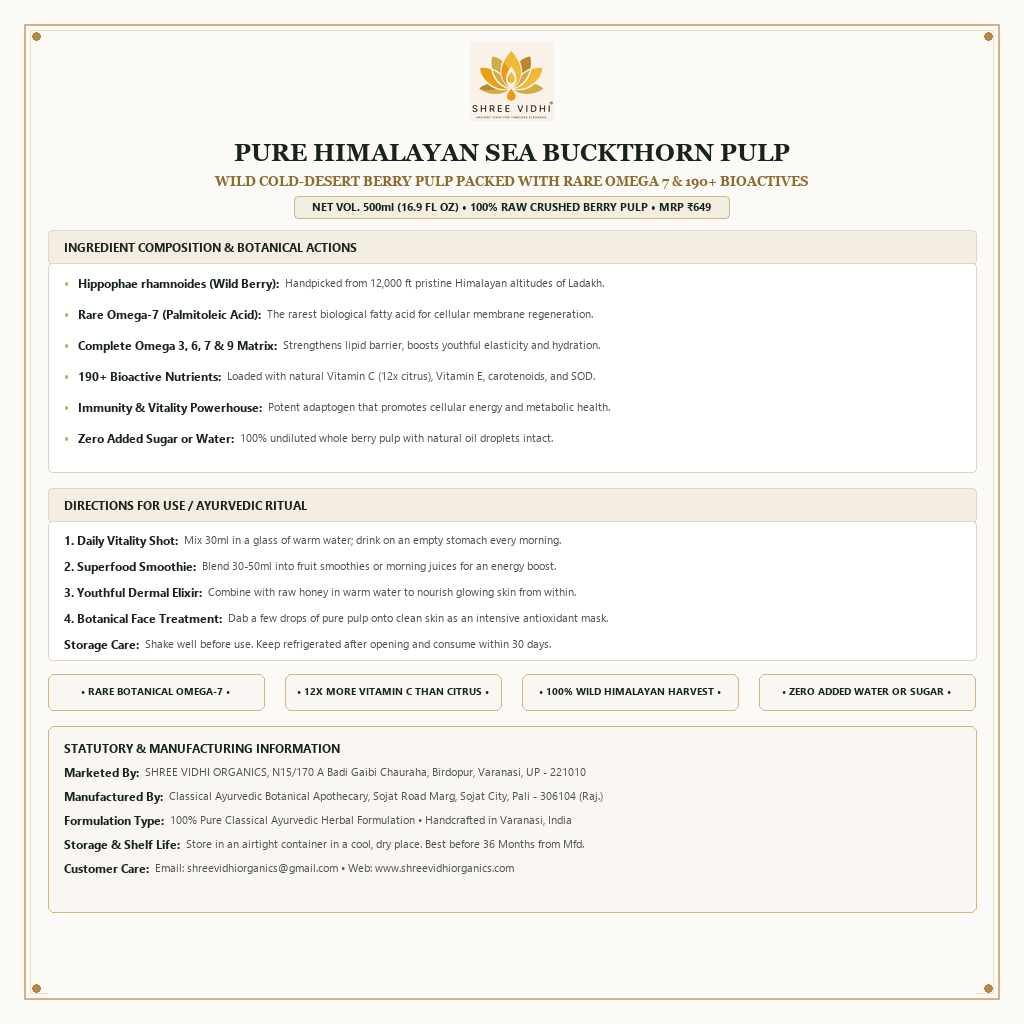 SHREE VIDHI
ANCIENT VIDHI FOR TIMELESS ELEGANCE
PURE HIMALAYAN SEA BUCKTHORN PULP
WILD COLD-DESERT BERRY PULP PACKED WITH RARE OMEGA 7 & 190+ BIOACTIVES
NET VOL. 500ml (16.9 FL OZ) • 100% RAW CRUSHED BERRY PULP • MRP ₹649
INGREDIENT COMPOSITION & BOTANICAL ACTIONS
• Hippophae rhamnoides (Wild Berry): Handpicked from 12,000 ft pristine Himalayan altitudes of Ladakh.
• Rare Omega-7 (Palmitoleic Acid): The rarest biological fatty acid for cellular membrane regeneration.
• Complete Omega 3, 6, 7 & 9 Matrix: Strengthens lipid barrier, boosts youthful elasticity and hydration.
• 190+ Bioactive Nutrients: Loaded with natural Vitamin C (12x citrus), Vitamin E, carotenoids, and SOD.
• Immunity & Vitality Powerhouse: Potent adaptogen that promotes cellular energy and metabolic health.
• Zero Added Sugar or Water: 100% undiluted whole berry pulp with natural oil droplets intact.
DIRECTIONS FOR USE / AYURVEDIC RITUAL
1. Daily Vitality Shot: Mix 30ml in a glass of warm water; drink on an empty stomach every morning.
2. Superfood Smoothie: Blend 30-50ml into fruit smoothies or morning juices for an energy boost.
3. Youthful Dermal Elixir: Combine with raw honey in warm water to nourish glowing skin from within.
4. Botanical Face Treatment: Dab a few drops of pure pulp onto clean skin as an intensive antioxidant mask.
Storage Care: Shake well before use. Keep refrigerated after opening and consume within 30 days.
• RARE BOTANICAL OMEGA-7 •
• 12X MORE VITAMIN C THAN CITRUS •
• 100% WILD HIMALAYAN HARVEST •
• ZERO ADDED WATER OR SUGAR •
STATUTORY & MANUFACTURING INFORMATION
Marketed By: SHREE VIDHI ORGANICS, N15/170 A Badi Gaibi Chauraha, Birdopur, Varanasi, UP - 221010
Manufactured By: Classical Ayurvedic Botanical Apothecary, Sojat Road Marg, Sojat City, Pali - 306104 (Raj.)
Formulation Type: 100% Pure Classical Ayurvedic Herbal Formulation • Handcrafted in Varanasi, India
Storage & Shelf Life: Store in an airtight container in a cool, dry place. Best before 36 Months from Mfd.
Customer Care: Email: shreevidhiorganics@gmail.com • Web: www.shreevidhiorganics.com